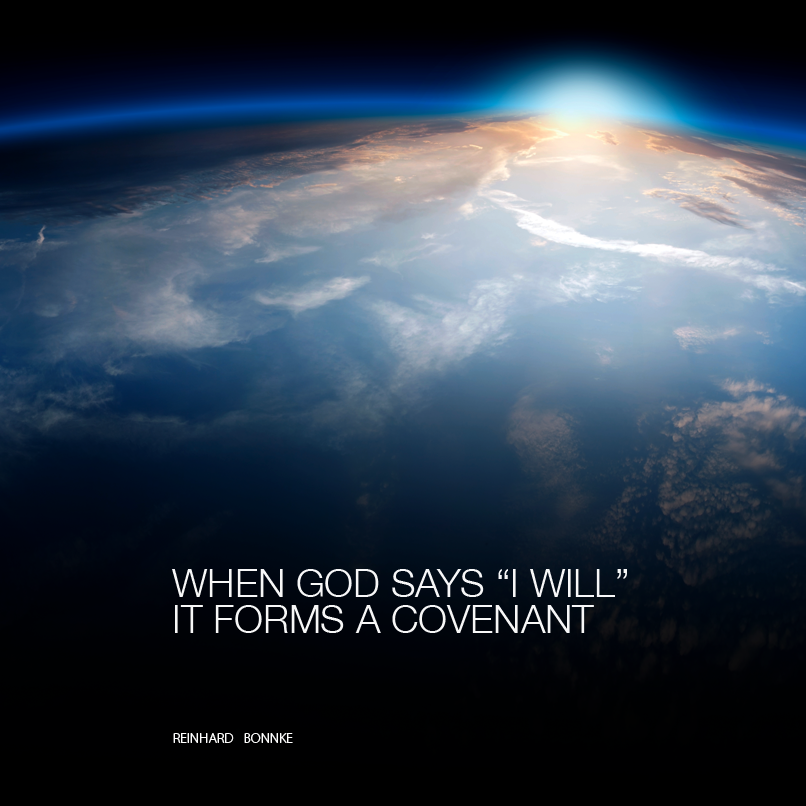 WHEN GOD SAYS “I WILL”
IT FORMS A COVENANT
REINHARD BONNKE